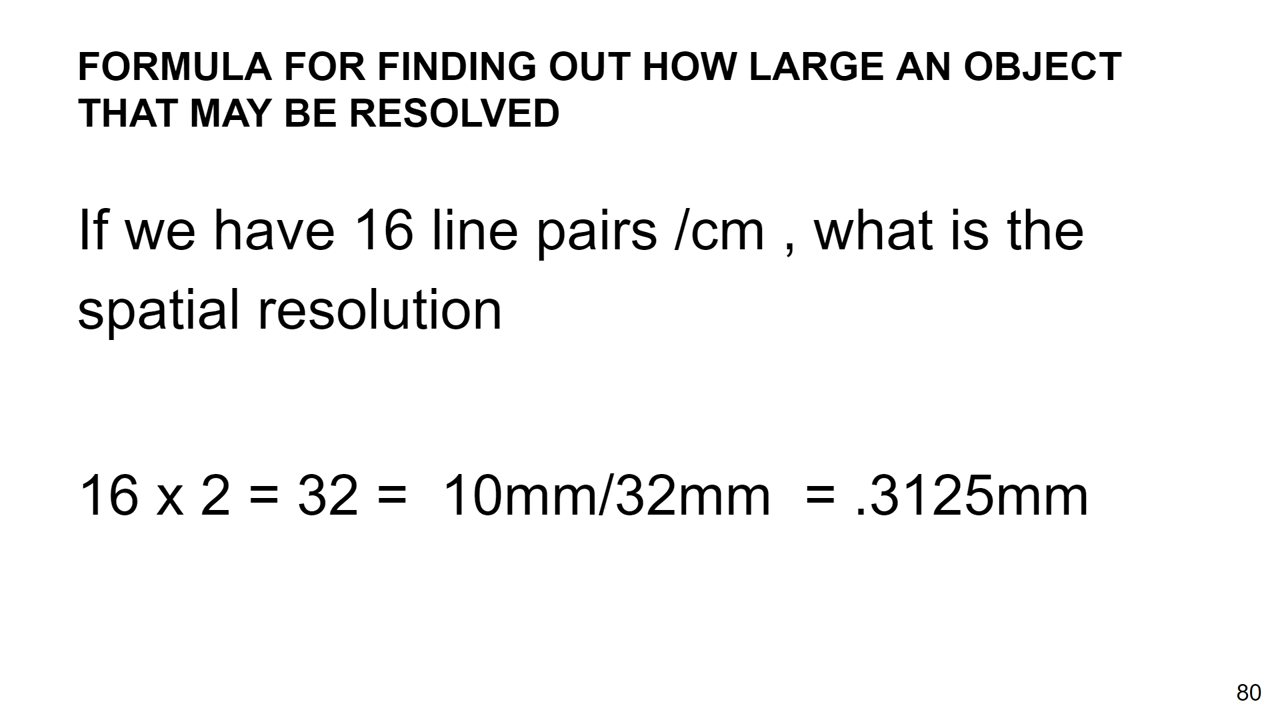 FORMULA FOR FINDING OUT HOW LARGE AN OBJECT
THAT MAY BE RESOLVED
If we have 16 line pairs /cm , what is the
spatial resolution
16 x 2 = 32 =  10mm/32mm  = .3125mm
80